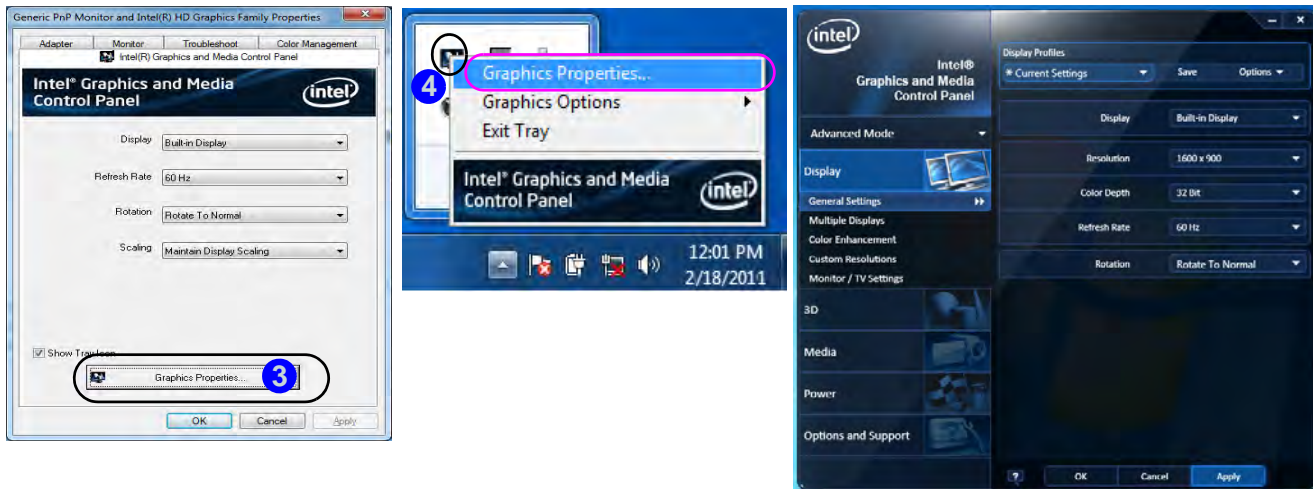 Generic PnP Monitor and Intel(R) HD Graphics Family Properties
Adapter Monitor Troubleshoot Color Management
Intel(R) Graphics and Media Control Panel
Intel® Graphics and Media
Control Panel
intel
Display Built-in Display
Refresh Rate 60 Hz
Rotation Rotate To Normal
Scaling Maintain Display Scaling
Show Tray Icon
Graphics Properties... 3
OK Cancel Apply
4
Graphics Properties...
Graphics Options
Exit Tray
Intel® Graphics and Media
Control Panel
intel
12:01 PM
2/18/2011
intel
Intel®
Graphics and Media
Control Panel
Advanced Mode
Display
General Settings
Multiple Displays
Color Enhancement
Custom Resolutions
Monitor / TV Settings
3D
Media
Power
Options and Support
Display Profiles
* Current Settings Save Options
Display Built-in Display
Resolution 1600 x 900
Color Depth 32 Bit
Refresh Rate 60 Hz
Rotation Rotate To Normal
? OK Cancel Apply